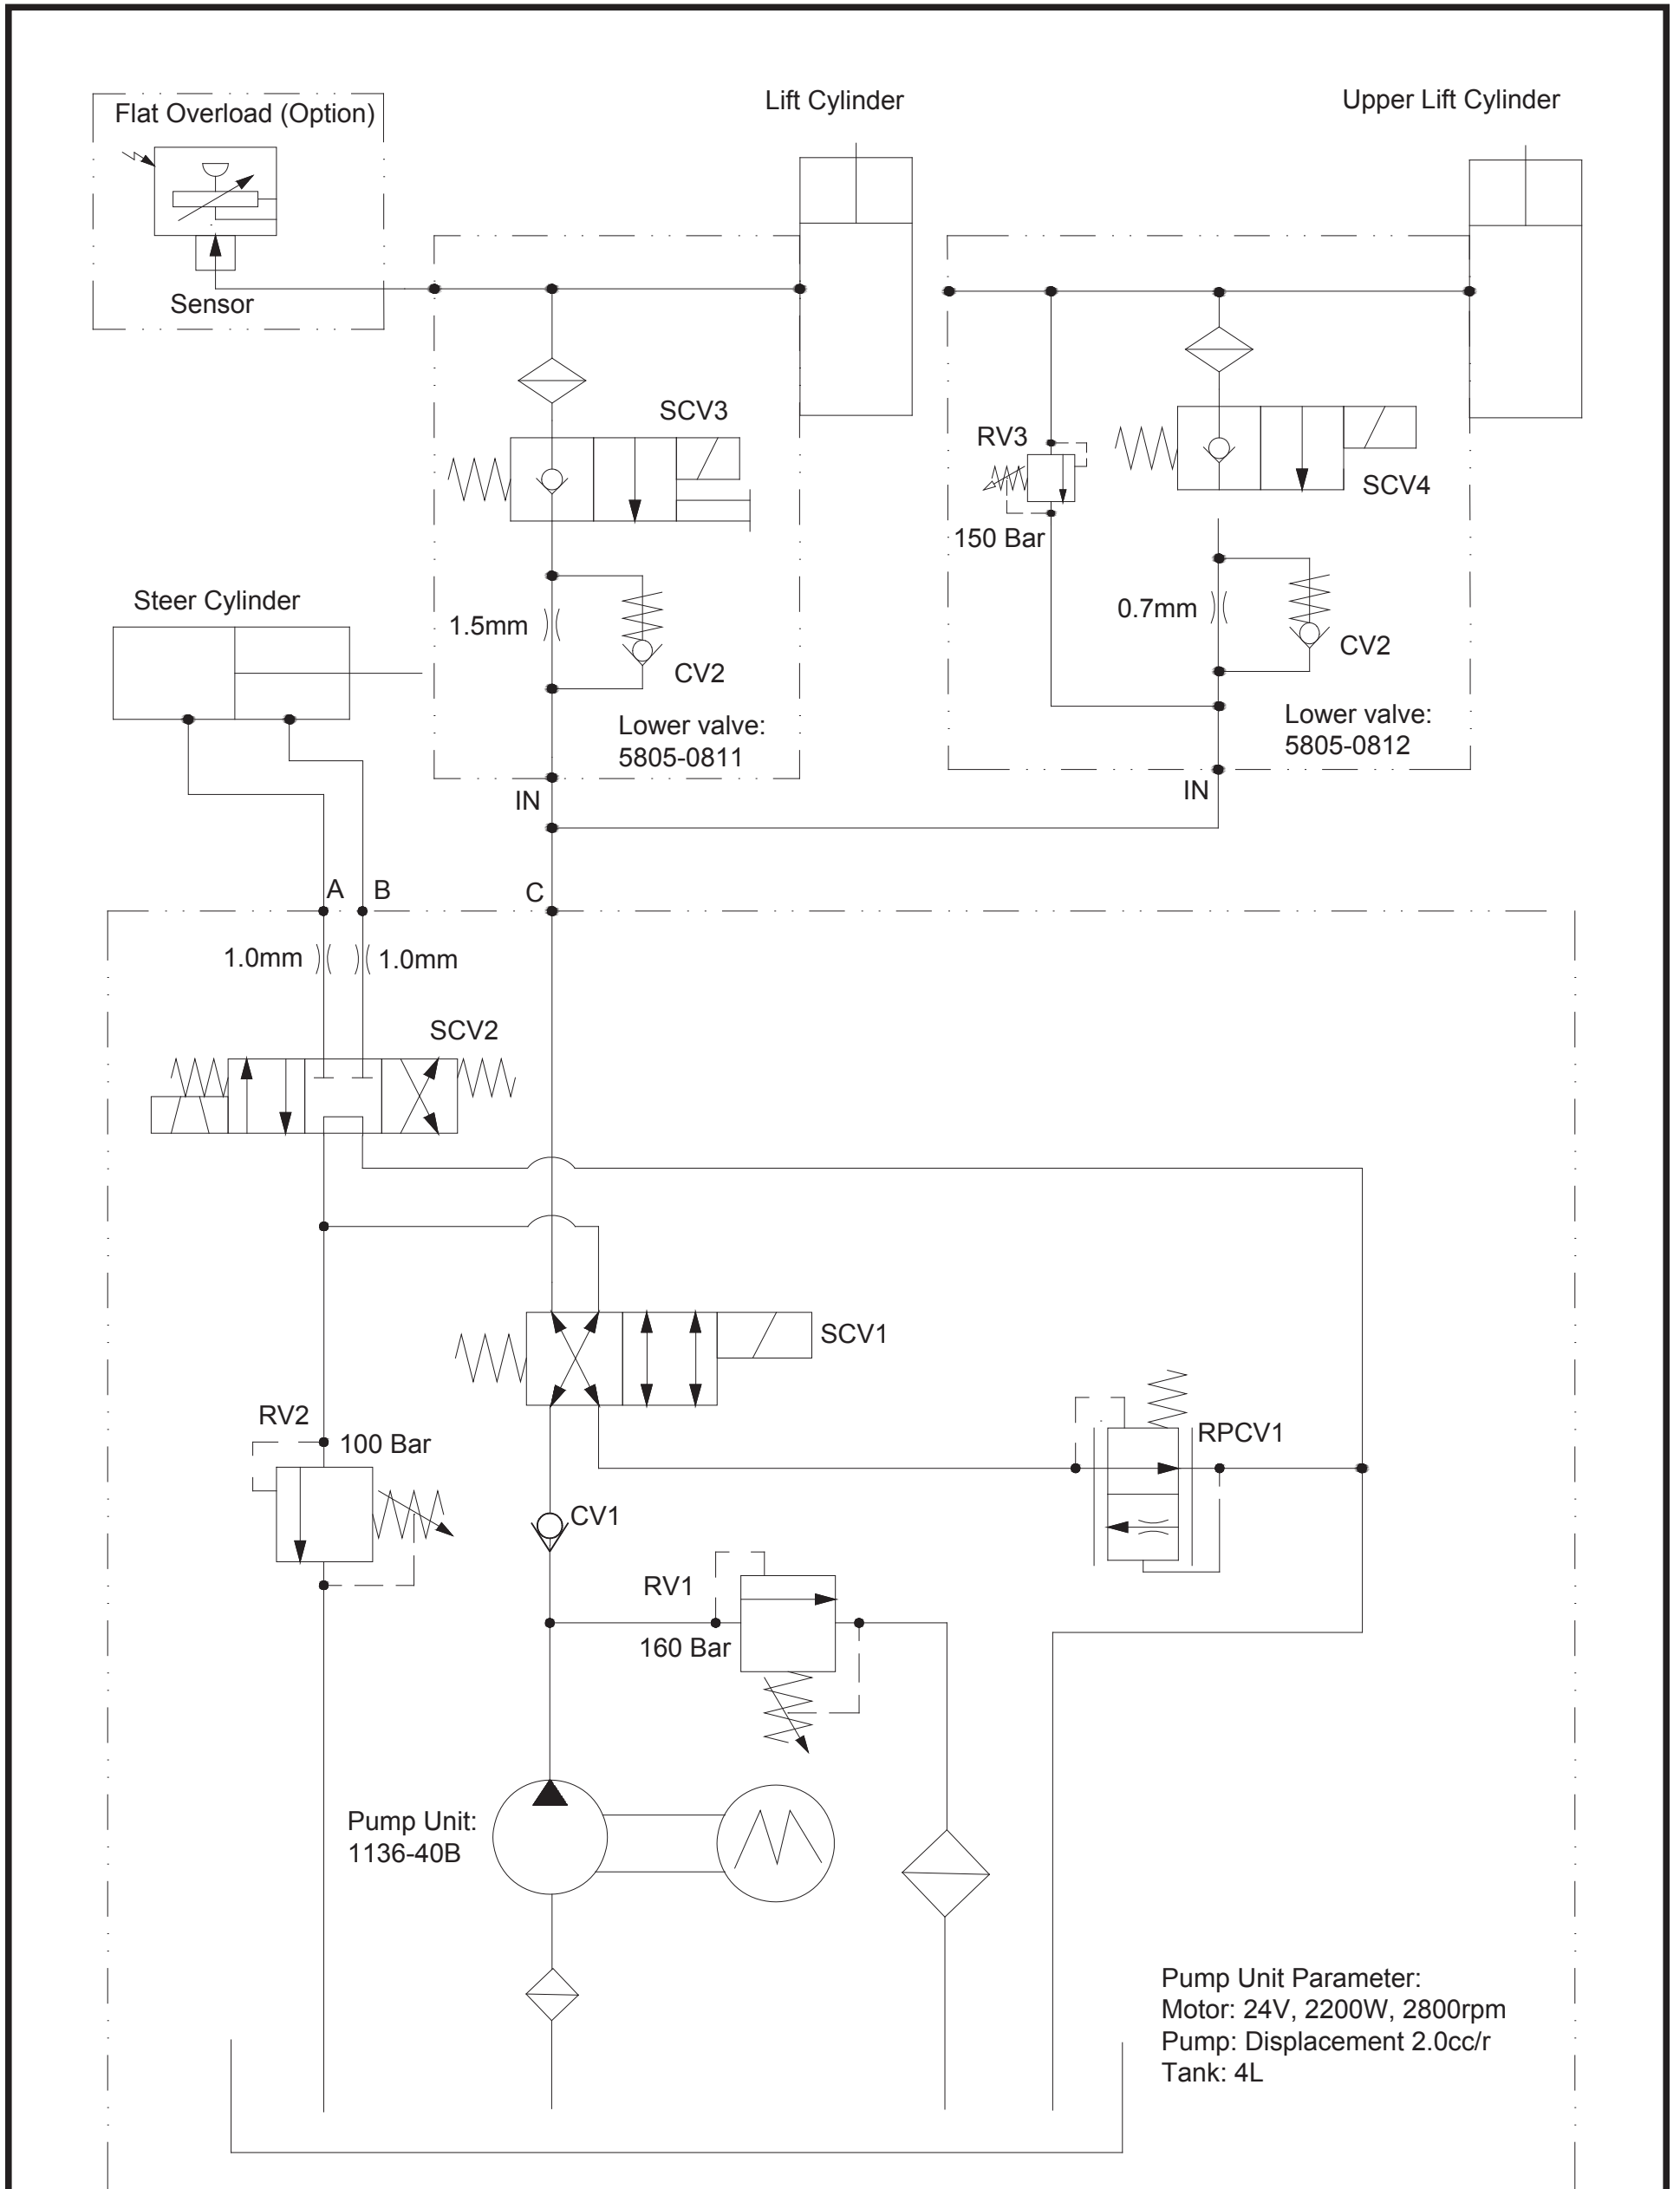 Flat Overload (Option)
Lift Cylinder
Upper Lift Cylinder
Sensor
SCV3
RV3
SCV4
150 Bar
Steer Cylinder
1.5mm
CV2
0.7mm
CV2
Lower valve:
5805-0811
Lower valve:
5805-0812
IN
IN
A
B
C
1.0mm
1.0mm
SCV2
SCV1
RV2
100 Bar
RPCV1
CV1
RV1
160 Bar
Pump Unit:
1136-40B
Pump Unit Parameter:
Motor: 24V, 2200W, 2800rpm
Pump: Displacement 2.0cc/r
Tank: 4L